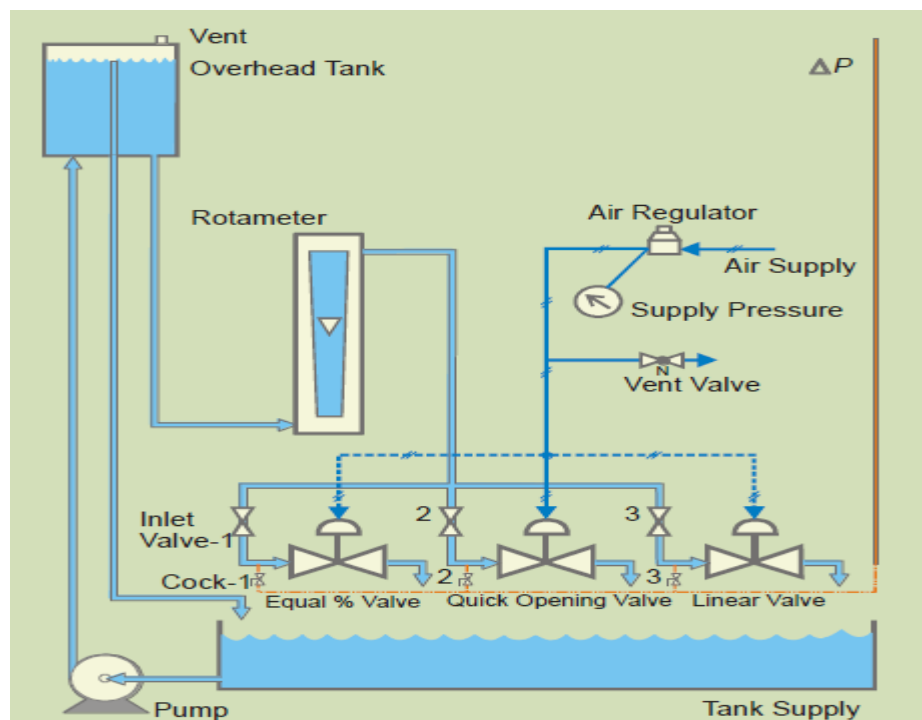 Vent
Overhead Tank
ΔP
Rotameter
Air Regulator
Air Supply
Supply Pressure
N
Vent Valve
Inlet
Valve-1
2
3
Cock-1
2
3
Equal % Valve
Quick Opening Valve
Linear Valve
Pump
Tank Supply